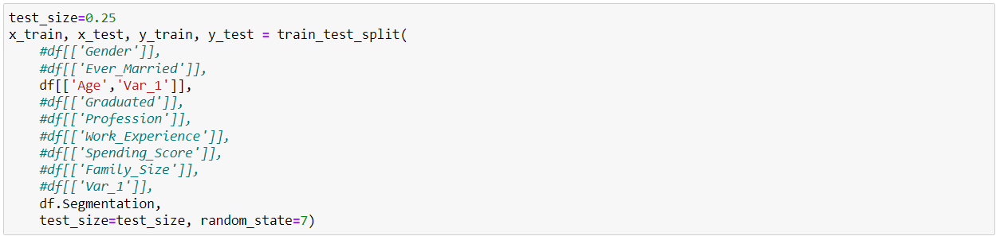 test_size=0.25
x_train, x_test, y_train, y_test = train_test_split(
    #df[['Gender']],
    #df[['Ever_Married']],
    df[['Age','Var_1']],
    #df[['Graduated']],
    #df[['Profession']],
    #df[['Work_Experience']],
    #df[['Spending_Score']],
    #df[['Family_Size']],
    #df[['Var_1']],
    df.Segmentation,
    test_size=test_size, random_state=7)